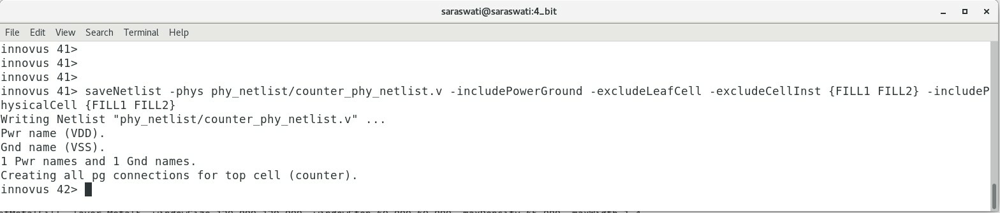 saraswati@saraswati:4_bit
File Edit View Search Terminal Help
innovus 41>
innovus 41>
innovus 41>
innovus 41> saveNetlist -phys phy_netlist/counter_phy_netlist.v -includePowerGround -excludeLeafCell -excludeCellInst {FILL1 FILL2} -includeP
hysicalCell {FILL1 FILL2}
Writing Netlist "phy_netlist/counter_phy_netlist.v" ...
Pwr name (VDD).
Gnd name (VSS).
1 Pwr names and 1 Gnd names.
Creating all pg connections for top cell (counter).
innovus 42>